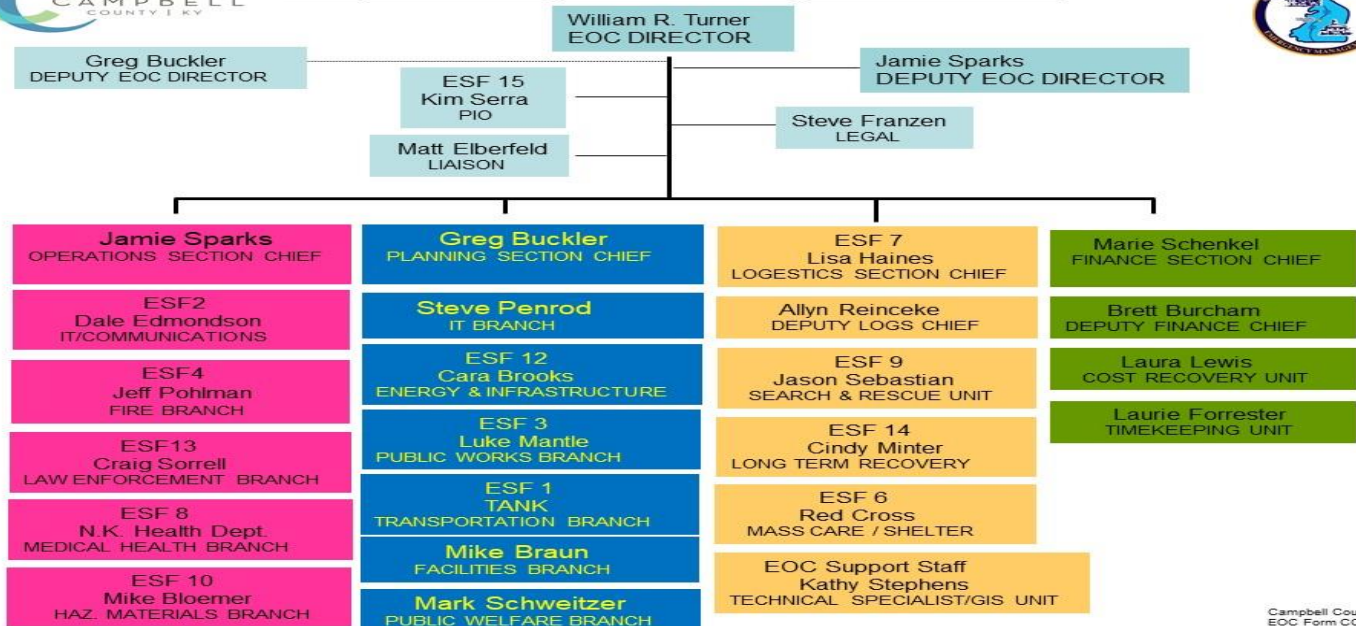 CAMPBELL
COUNTY | KY
William R. Turner
EOC DIRECTOR
EMERGENCY MANAGEMENT
Greg Buckler
DEPUTY EOC DIRECTOR
Jamie Sparks
DEPUTY EOC DIRECTOR
ESF 15
Kim Serra
PIO
Steve Franzen
LEGAL
Matt Elberfeld
LIAISON
Jamie Sparks
OPERATIONS SECTION CHIEF
ESF2
Dale Edmondson
IT/COMMUNICATIONS
ESF4
Jeff Pohlman
FIRE BRANCH
ESF13
Craig Sorrell
LAW ENFORCEMENT BRANCH
ESF 8
N.K. Health Dept.
MEDICAL HEALTH BRANCH
ESF 10
Mike Bloemer
HAZ. MATERIALS BRANCH
Greg Buckler
PLANNING SECTION CHIEF
Steve Penrod
IT BRANCH
ESF 12
Cara Brooks
ENERGY & INFRASTRUCTURE
ESF 3
Luke Mantle
PUBLIC WORKS BRANCH
ESF 1
TANK
TRANSPORTATION BRANCH
Mike Braun
FACILITIES BRANCH
Mark Schweitzer
PUBLIC WELFARE BRANCH
ESF 7
Lisa Haines
LOGESTICS SECTION CHIEF
Allyn Reinecke
DEPUTY LOGS CHIEF
ESF 9
Jason Sebastian
SEARCH & RESCUE UNIT
ESF 14
Cindy Minter
LONG TERM RECOVERY
ESF 6
Red Cross
MASS CARE / SHELTER
EOC Support Staff
Kathy Stephens
TECHNICAL SPECIALIST/GIS UNIT
Marie Schenkel
FINANCE SECTION CHIEF
Brett Burcham
DEPUTY FINANCE CHIEF
Laura Lewis
COST RECOVERY UNIT
Laurie Forrester
TIMEKEEPING UNIT
Campbell Cou
EOC Form CC